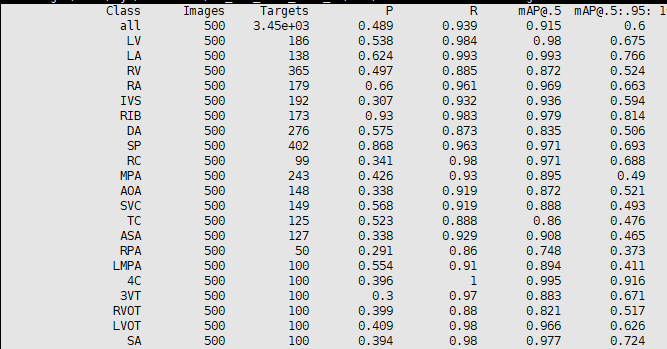 Class Images Targets P R mAP@.5 mAP@.5:.95:
all 500 3.45e+03 0.489 0.939 0.915 0.6
LV 500 186 0.538 0.984 0.98 0.675
LA 500 138 0.624 0.993 0.993 0.766
RV 500 365 0.497 0.885 0.872 0.524
RA 500 179 0.66 0.961 0.969 0.663
IVS 500 192 0.307 0.932 0.936 0.594
RIB 500 173 0.93 0.983 0.979 0.814
DA 500 276 0.575 0.873 0.835 0.506
SP 500 402 0.868 0.963 0.971 0.693
RC 500 99 0.341 0.98 0.971 0.688
MPA 500 243 0.426 0.93 0.895 0.49
AOA 500 148 0.338 0.919 0.872 0.521
SVC 500 149 0.568 0.919 0.888 0.493
TC 500 125 0.523 0.888 0.86 0.476
ASA 500 127 0.338 0.929 0.908 0.465
RPA 500 50 0.291 0.86 0.748 0.373
LMPA 500 100 0.554 0.91 0.894 0.411
4C 500 100 0.396 1 0.995 0.916
3VT 500 100 0.3 0.97 0.883 0.671
RVOT 500 100 0.399 0.88 0.821 0.517
LVOT 500 100 0.409 0.98 0.966 0.626
SA 500 100 0.394 0.98 0.977 0.724